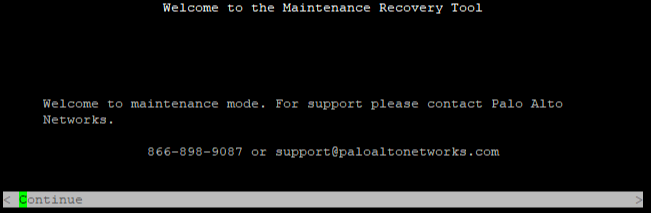 Welcome to the Maintenance Recovery Tool
Welcome to maintenance mode. For support please contact Palo Alto
Networks.
866-898-9087 or support@paloaltonetworks.com
< Continue >